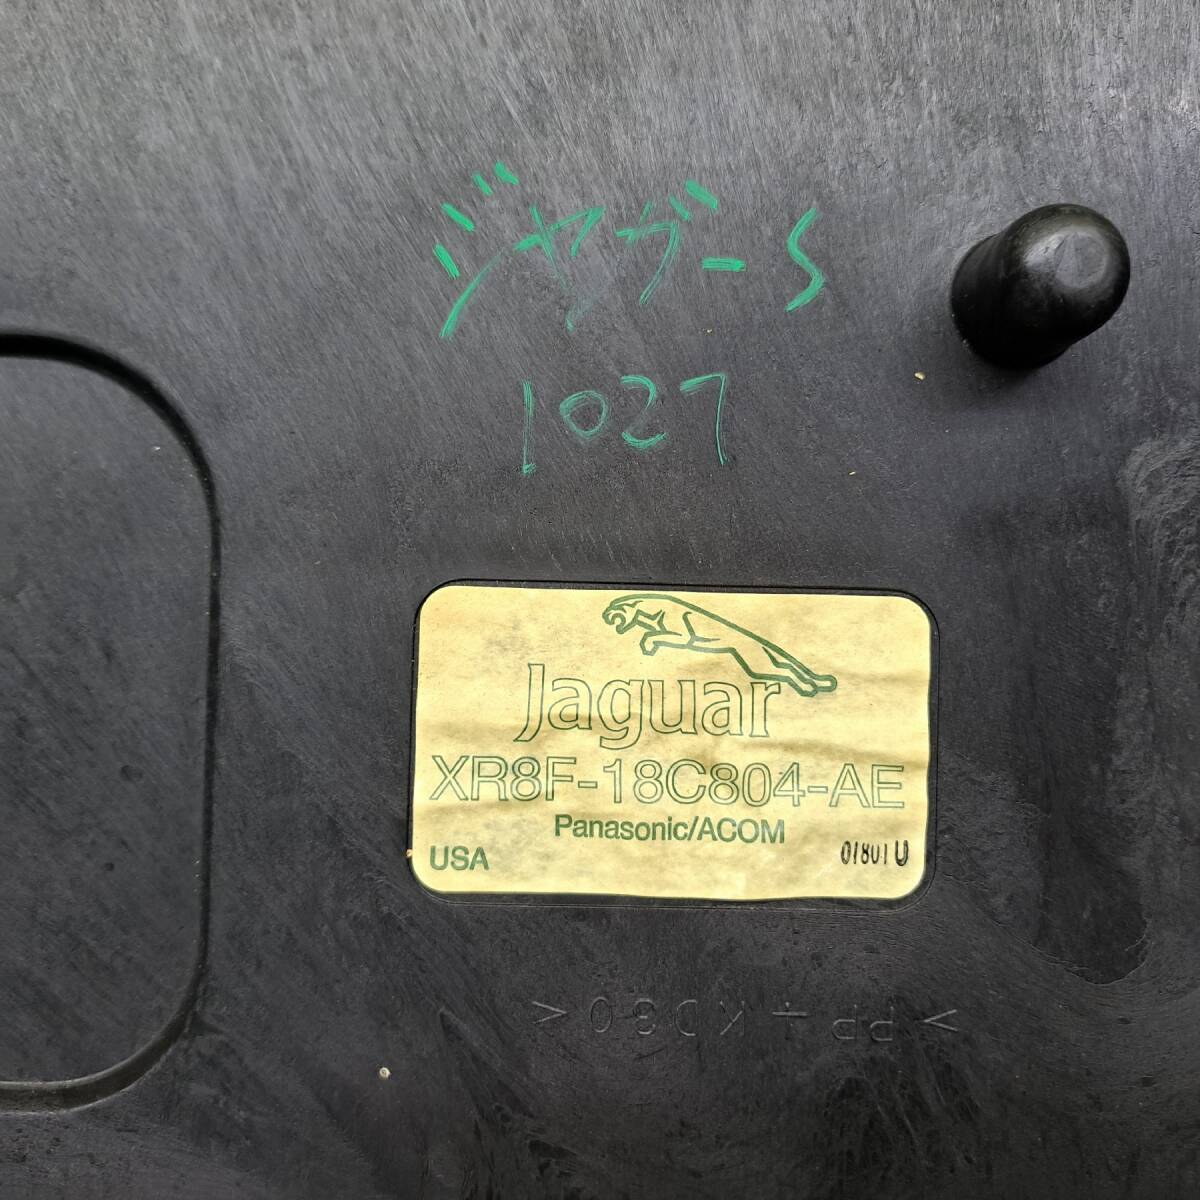 ジャガーS
1027
Jaguar
XR8F-18C804-AE
Panasonic/ACOM
USA 01801U
>PP+KD30<